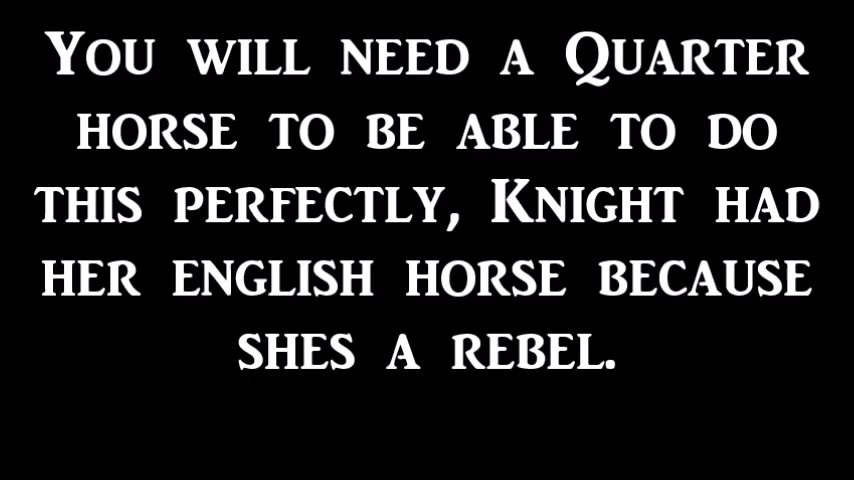 You will need a Quarter
horse to be able to do
this perfectly, Knight had
her english horse because
shes a rebel.